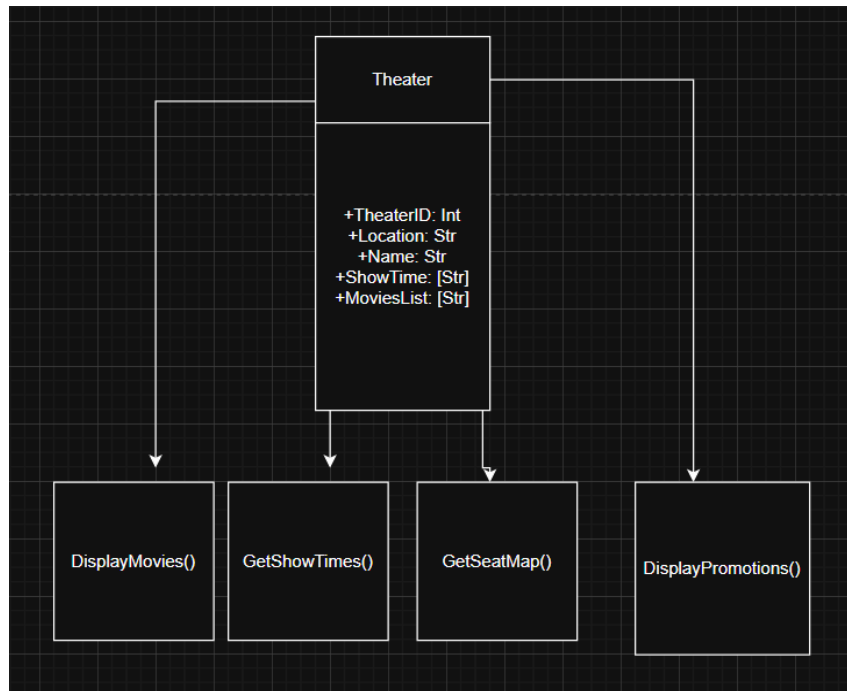 Theater
+TheaterID: Int
+Location: Str
+Name: Str
+ShowTime: [Str]
+MoviesList: [Str]
DisplayMovies()
GetShowTimes()
GetSeatMap()
DisplayPromotions()